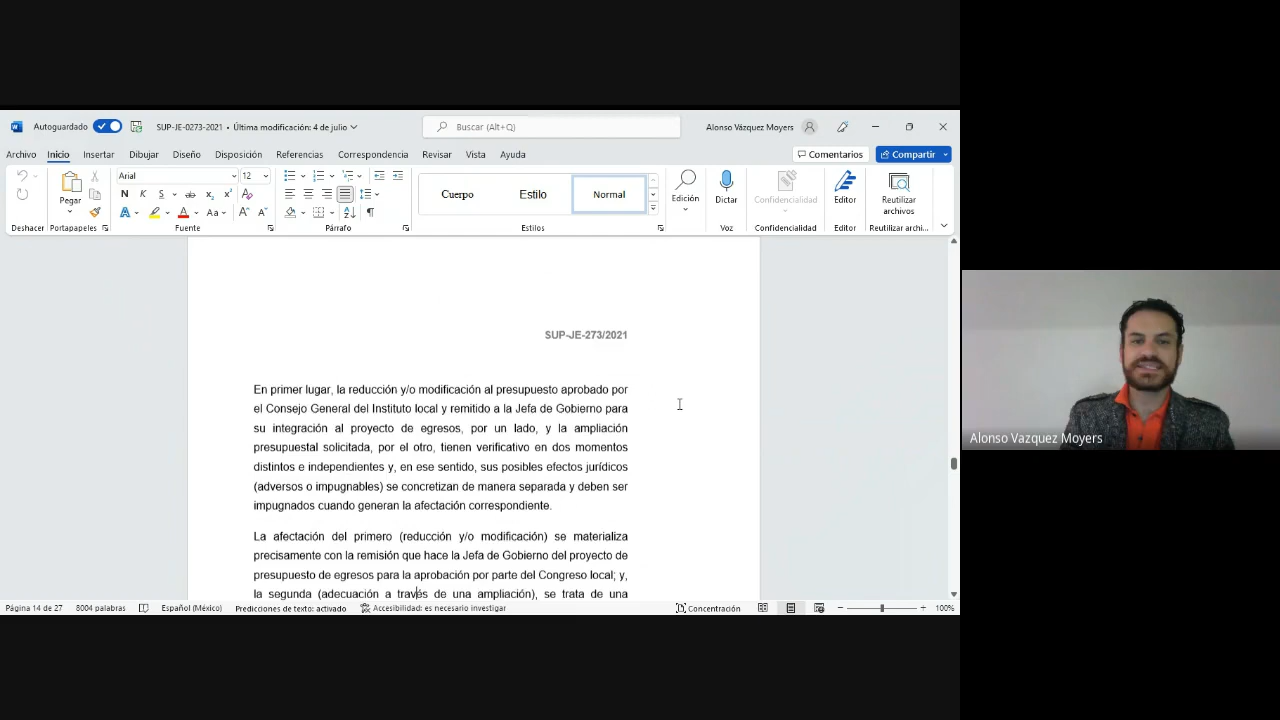 Autoguardado
SUP-JE-0273-2021 • Última modificación: 4 de julio
Buscar (Alt+Q)
Alonso Vázquez Moyers
Archivo Inicio Insertar Dibujar Diseño Disposición Referencias Correspondencia Revisar Vista Ayuda
Comentarios Compartir
Pegar
Arial 12
N K S ab x₂ x²
A A Aa A A
Cuerpo Estilo Normal
Edición
Dictar
Confidencialidad
Editor
Reutilizar
archivos
Deshacer Portapapeles Fuente Párrafo Estilos Voz Confidencialidad Editor Reutilizar archi...
SUP-JE-273/2021
En primer lugar, la reducción y/o modificación al presupuesto aprobado por
el Consejo General del Instituto local y remitido a la Jefa de Gobierno para
su integración al proyecto de egresos, por un lado, y la ampliación
presupuestal solicitada, por el otro, tienen verificativo en dos momentos
distintos e independientes y, en ese sentido, sus posibles efectos jurídicos
(adversos o impugnables) se concretizan de manera separada y deben ser
impugnados cuando generan la afectación correspondiente.
La afectación del primero (reducción y/o modificación) se materializa
precisamente con la remisión que hace la Jefa de Gobierno del proyecto de
presupuesto de egresos para la aprobación por parte del Congreso local; y,
la segunda (adecuación a través de una ampliación), se trata de una
Página 14 de 27 8004 palabras Español (México) Predicciones de texto: activado Accesibilidad: es necesario investigar Concentración 100%
Alonso Vazquez Moyers